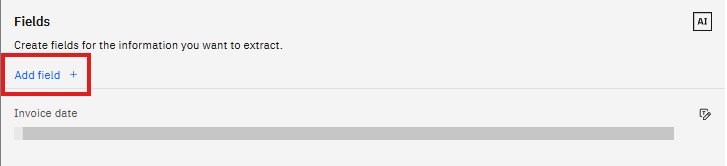 Fields
AI
Create fields for the information you want to extract.
Add field +
Invoice date